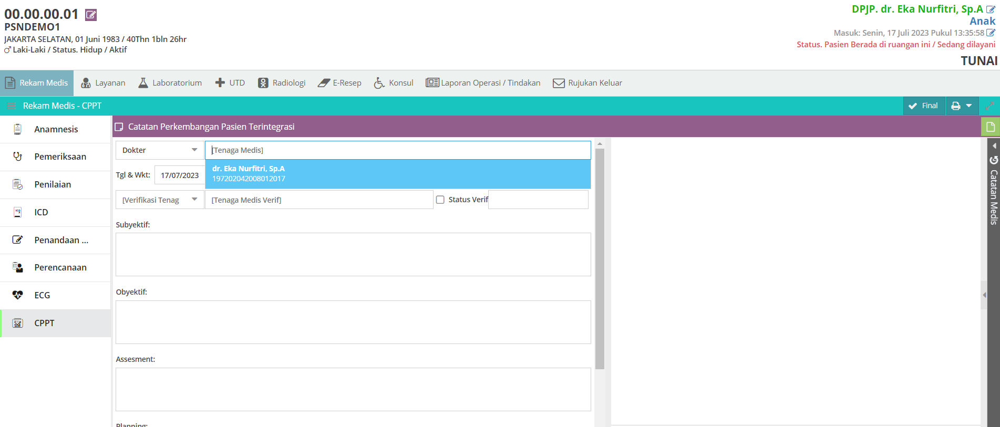 00.00.00.01
PSNDEMO1
JAKARTA SELATAN, 01 Juni 1983 / 40Thn 1bln 26hr
Laki-Laki / Status. Hidup / Aktif
DPJP. dr. Eka Nurfitri, Sp.A
Anak
Masuk: Senin, 17 Juli 2023 Pukul 13:35:58
Status. Pasien Berada di ruangan ini / Sedang dilayani
TUNAI
Rekam Medis
Layanan
Laboratorium
UTD
Radiologi
E-Resep
Konsul
Laporan Operasi / Tindakan
Rujukan Keluar
Rekam Medis - CPPT
Final
Anamnesis
Pemeriksaan
Penilaian
ICD
Penandaan ...
Perencanaan
ECG
CPPT
Catatan Perkembangan Pasien Terintegrasi
Dokter
[Tenaga Medis]
dr. Eka Nurfitri, Sp.A
197202042008012017
Tgl & Wkt:
17/07/2023
[Verifikasi Tenag
[Tenaga Medis Verif]
Status Verif
Subyektif:
Obyektif:
Assesment:
Planning:
Catatan Medis